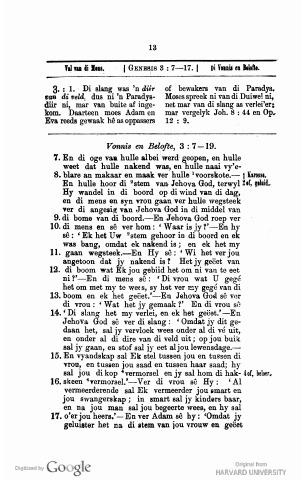 13
Val van di Mens. | GENESIS 3 : 7—17. | Di Vonnis en Belofte.
3. : 1. Di slang was 'n diër
van di veld, dus ni 'n Paradys-
diir ni, mar van buite af inge-
kom. Daarteen moes Adam en
Eva reeds gewaak hê as oppassers
of bewakers van di Paradys.
Moses spreek ni van di Duiwel ni,
net mar van di slang as verlei'er;
mar vergelyk Joh. 8 : 44 en Op.
12 : 9.
Vonnis en Belofte, 3 : 7—19.
7. En di oge van hulle albei werd geopen, en hulle
weet dat hulle nakend was, en hulle naai vy'e-
8. blare an makaar en maak ver hulle ¹voorskote.— 1 karosse.
En hulle hoor di ²stem van Jehova God, terwyl 2 of, geluid.
Hy wandel in di boord op di wind van di dag,
en di mens en syn vrou gaan ver hulle wegsteek
ver di angesig van Jehova God in di middel van
9. di bome van di boord.—En Jehova God roep ver
10. di mens en sê ver hom: 'Waar is jy?'—En hy
sê: 'Ek het Uw ²stem gehoor in di boord en ek
was bang, omdat ek nakend is; en ek het my
11. gaan wegsteek.—En Hy sê: 'Wi het ver jou
angetoon dat jy nakend is? Het jy geëet van
12. di boom wat Ek jou gebiid het om ni van te eet
ni?'—En di mens sê: 'Di vrou wat U gegé
het om met my te wees, sy het ver my gegé van
13. boom en ek het geëet.'—En Jehova God sê ver
di vrou: 'Wat het jy gemaak?' En di vrou sê
14. 'Di slang het my verlei, en ek het geëet.'—En
Jehova God sê ver di slang: 'Omdat jy dit ge-
daan het, sal jy vervloek wees onder al di vé uit,
en onder al di dire van di veld uit; op jou buik
sal jy gaan, en stof sal jy eet al jou lewensdage.—
15. En vyandskap sal Ek stel tussen jou en tussen di
vrou, en tussen jou saad en tussen haar saad; hy
sal jou di kop ⁴vermorsel en jy sal hom di hak-
16. skeen ⁴vermorsel.'—Ver di vrou sê Hy: 'Al
vermeerderende sal Ek vermeerder jou smart en
jou swangerskap; in smart sal jy kinders baar,
en na jou man sal jou begeerte wees, en hy sal
17. o'er jou heers.'—En ver Adam sê hy: 'Omdat jy
geluister het na di stem van jou vrouw en geëet
Digitized by Google
Original from
HARVARD UNIVERSITY